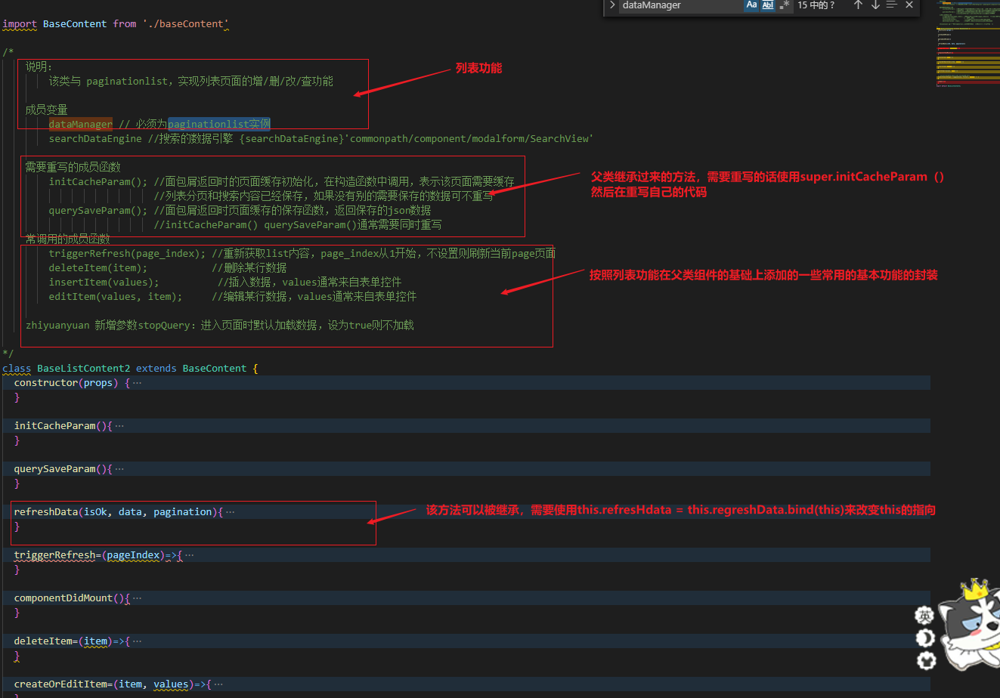 dataManager Aa Abl .* 15 中的 ?
import BaseContent from './baseContent'
/*
说明:
该类与 paginationlist，实现列表页面的增/删/改/查功能
列表功能
成员变量
dataManager // 必须为paginationlist实例
searchDataEngine //搜索的数据引擎 {searchDataEngine}'commonpath/component/modalform/SearchView'
需要重写的成员函数
initCacheParam(); //面包屑返回时的页面缓存初始化，在构造函数中调用，表示该页面需要缓存
//列表分页和搜索内容已经保存，如果没有别的需要保存的数据可不重写
querySaveParam(); //面包屑返回时页面缓存的保存函数，返回保存的json数据
//initCacheParam() querySaveParam()通常需要同时重写
父类继承过来的方法，需要重写的话使用super.initCacheParam（）
然后在重写自己的代码
常调用的成员函数
triggerRefresh(page_index); //重新获取list内容，page_index从1开始，不设置则刷新当前page页面
deleteItem(item); //删除某行数据
insertItem(values); //插入数据，values通常来自表单控件
editItem(values, item); //编辑某行数据，values通常来自表单控件
按照列表功能在父类组件的基础上添加的一些常用的基本功能的封装
zhiyuanyuan 新增参数stopQuery：进入页面时默认加载数据，设为true则不加载
*/
class BaseListContent2 extends BaseContent {
constructor(props) {···
}
initCacheParam(){···
}
querySaveParam(){···
}
refreshData(isOk, data, pagination){···
}
该方法可以被继承，需要使用this.refresHdata = this.regreshData.bind(this)来改变this的指向
triggerRefresh=(pageIndex)=>{···
}
componentDidMount(){···
}
deleteItem=(item)=>{···
}
createOrEditItem=(item, values)=>{···
}
英